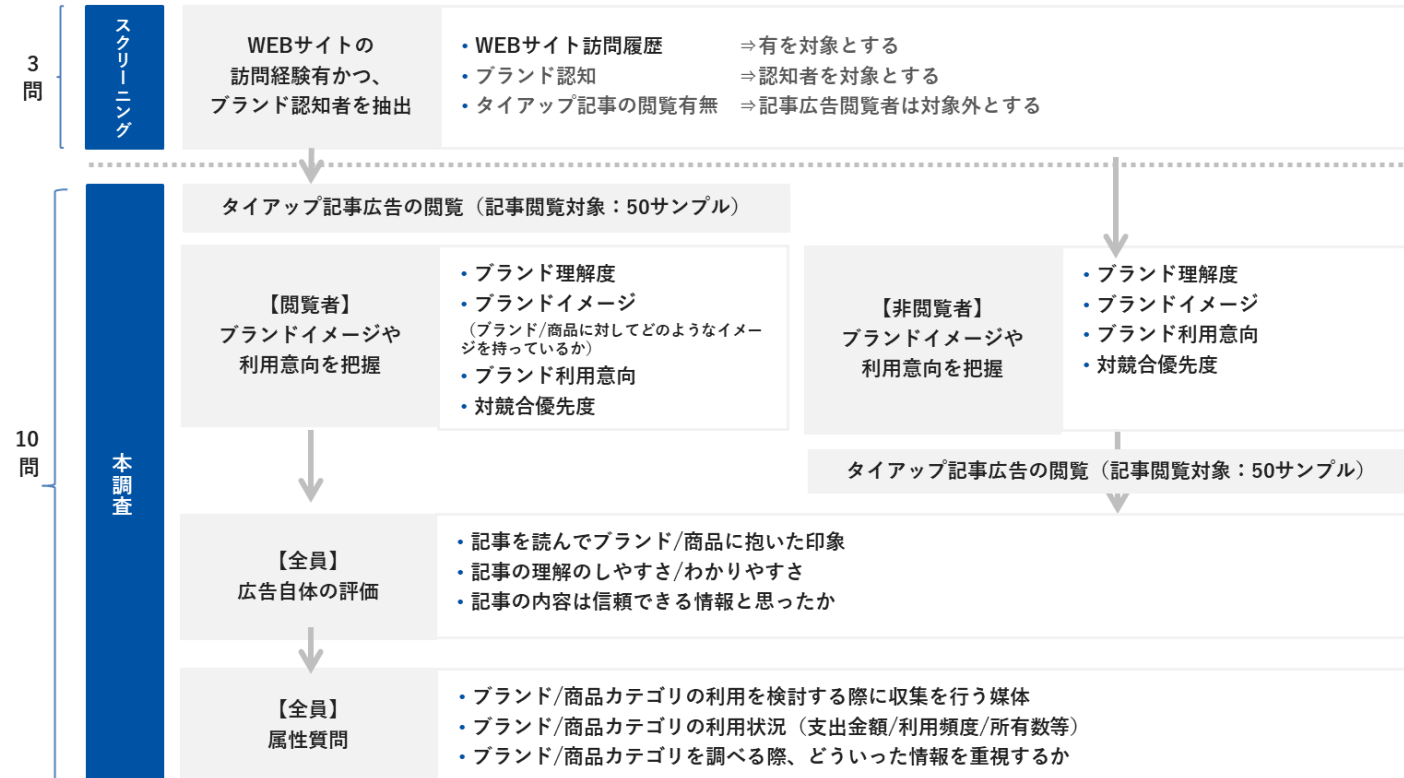 3
問
スクリーニング
WEBサイトの
訪問経験有かつ、
ブランド認知者を抽出
・WEBサイト訪問履歴 ⇒有を対象とする
・ブランド認知 ⇒認知者を対象とする
・タイアップ記事の閲覧有無 ⇒記事広告閲覧者は対象外とする
10
問
本調査
タイアップ記事広告の閲覧（記事閲覧対象：50サンプル）
【閲覧者】
ブランドイメージや
利用意向を把握
・ブランド理解度
・ブランドイメージ
（ブランド/商品に対してどのようなイメー
ジを持っているか）
・ブランド利用意向
・対競合優先度
【非閲覧者】
ブランドイメージや
利用意向を把握
・ブランド理解度
・ブランドイメージ
・ブランド利用意向
・対競合優先度
タイアップ記事広告の閲覧（記事閲覧対象：50サンプル）
【全員】
広告自体の評価
・記事を読んでブランド/商品に抱いた印象
・記事の理解のしやすさ/わかりやすさ
・記事の内容は信頼できる情報と思ったか
【全員】
属性質問
・ブランド/商品カテゴリの利用を検討する際に収集を行う媒体
・ブランド/商品カテゴリの利用状況（支出金額/利用頻度/所有数等）
・ブランド/商品カテゴリを調べる際、どういった情報を重視するか